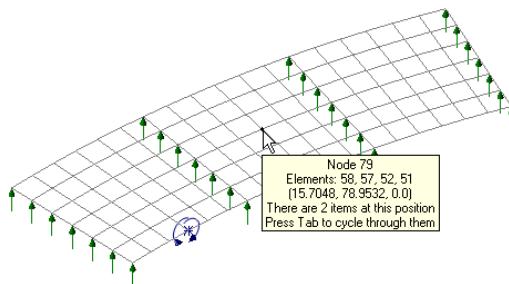 Node 79
Elements: 58, 57, 52, 51
(15.7048, 78.9532, 0.0)
There are 2 items at this position
Press Tab to cycle through them